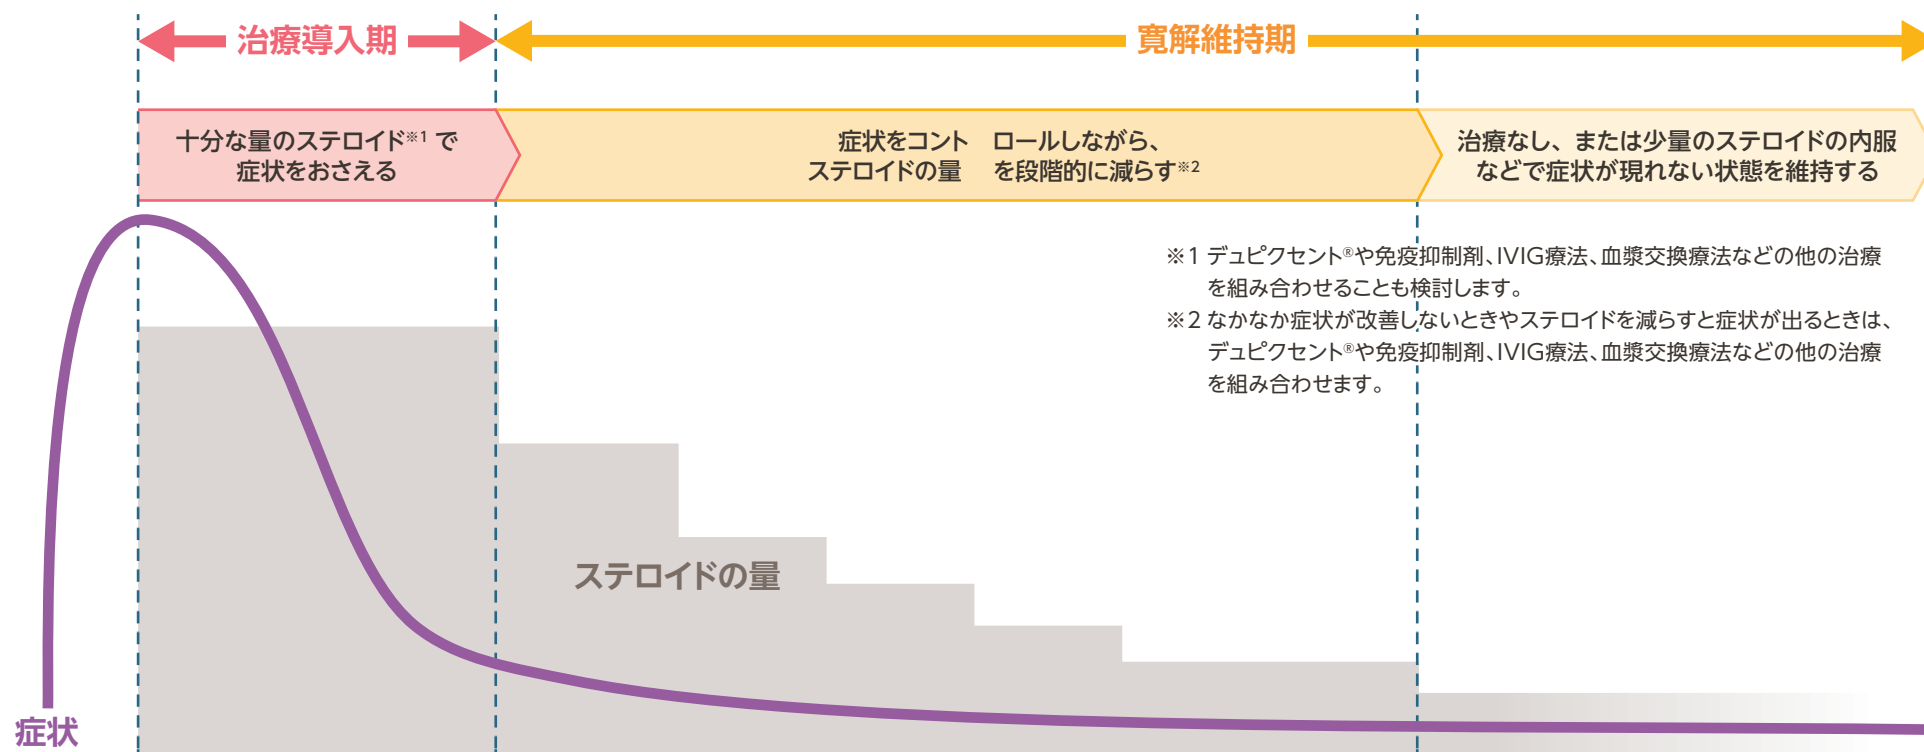 治療導入期
寛解維持期
十分な量のステロイド※1 で
症状をおさえる
症状をコント ロールしながら、
ステロイドの量 を段階的に減らす※2
治療なし、または少量のステロイドの内服
などで症状が現れない状態を維持する
※1 デュピクセント®や免疫抑制剤、IVIG療法、血漿交換療法などの他の治療
を組み合わせることも検討します。
※2 なかなか症状が改善しないときやステロイドを減らすと症状が出るときは、
デュピクセント®や免疫抑制剤、IVIG療法、血漿交換療法などの他の治療
を組み合わせます。
ステロイドの量
症状